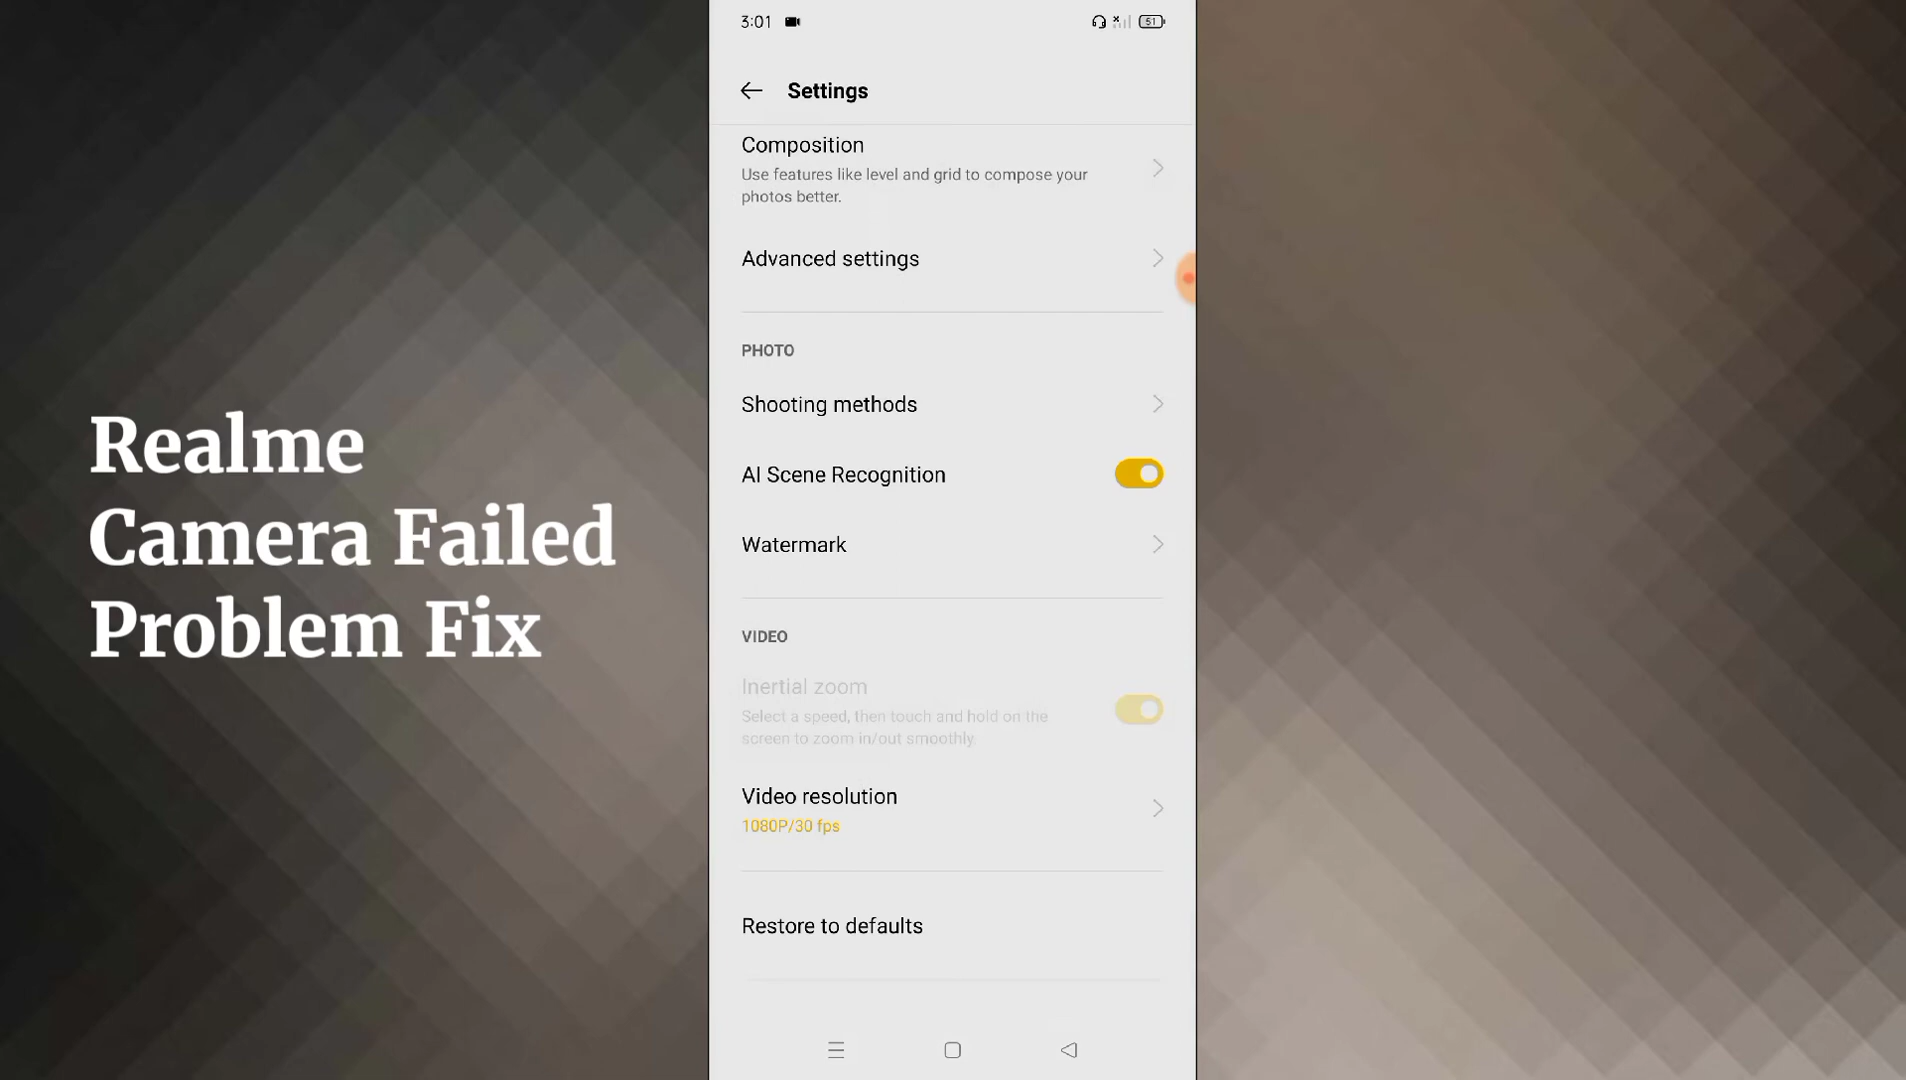 3:01
51
Settings
Composition
Use features like level and grid to compose your
photos better.
Advanced settings
PHOTO
Shooting methods
AI Scene Recognition
Watermark
VIDEO
Inertial zoom
Select a speed, then touch and hold on the
screen to zoom in/out smoothly.
Video resolution
1080P/30 fps
Restore to defaults
Realme
Camera Failed
Problem Fix